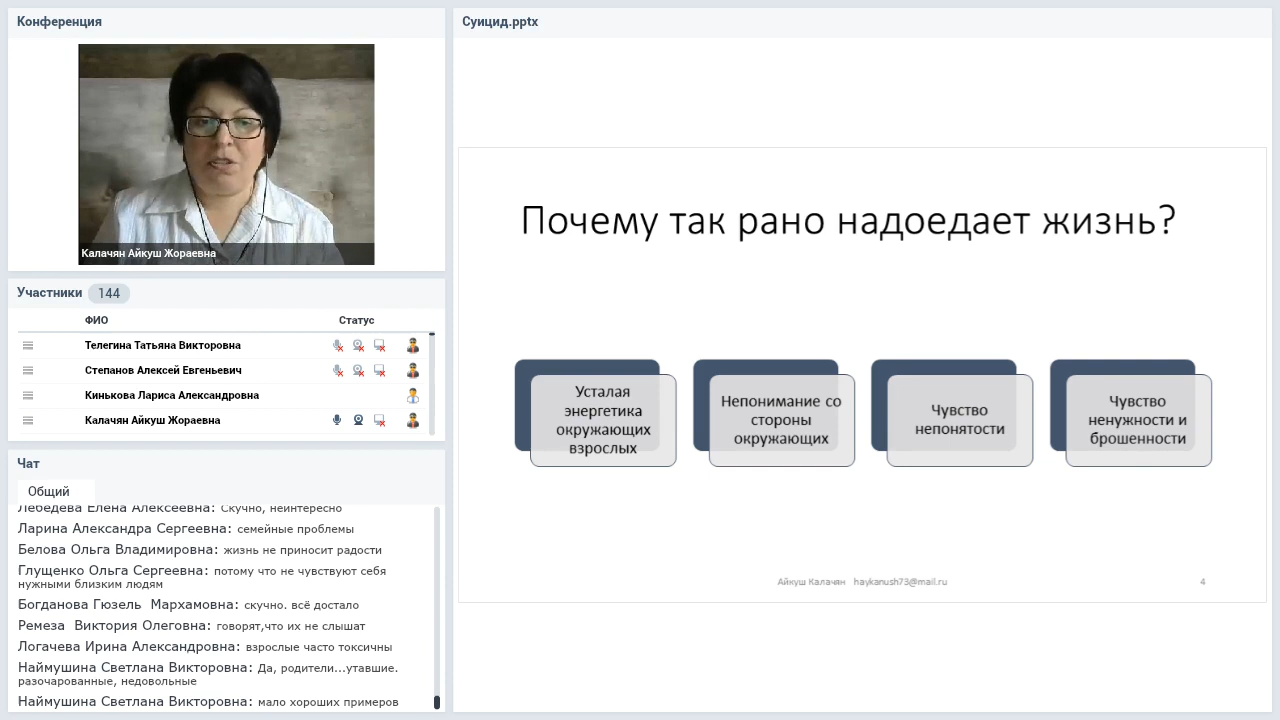 Конференция
Калачян Айкуш Жораевна
Участники 144
ФИО Статус
Телегина Татьяна Викторовна
Степанов Алексей Евгеньевич
Кинькова Лариса Александровна
Калачян Айкуш Жораевна
Чат
Общий
Лебедева Елена Алексеевна: Скучно, неинтересно
Ларина Александра Сергеевна: семейные проблемы
Белова Ольга Владимировна: жизнь не приносит радости
Глущенко Ольга Сергеевна: потому что не чувствуют себя
нужными близким людям
Богданова Гюзель Мархамовна: скучно. всё достало
Ремеза Виктория Олеговна: говорят,что их не слышат
Логачева Ирина Александровна: взрослые часто токсичны
Наймушина Светлана Викторовна: Да, родители...утавшие.
разочарованные, недовольные
Наймушина Светлана Викторовна: мало хороших примеров
Суицид.pptx
Почему так рано надоедает жизнь?
Усталая
энергетика
окружающих
взрослых
Непонимание со
стороны
окружающих
Чувство
непонятости
Чувство
ненужности и
брошенности
Айкуш Калачян haykanush73@mail.ru
4